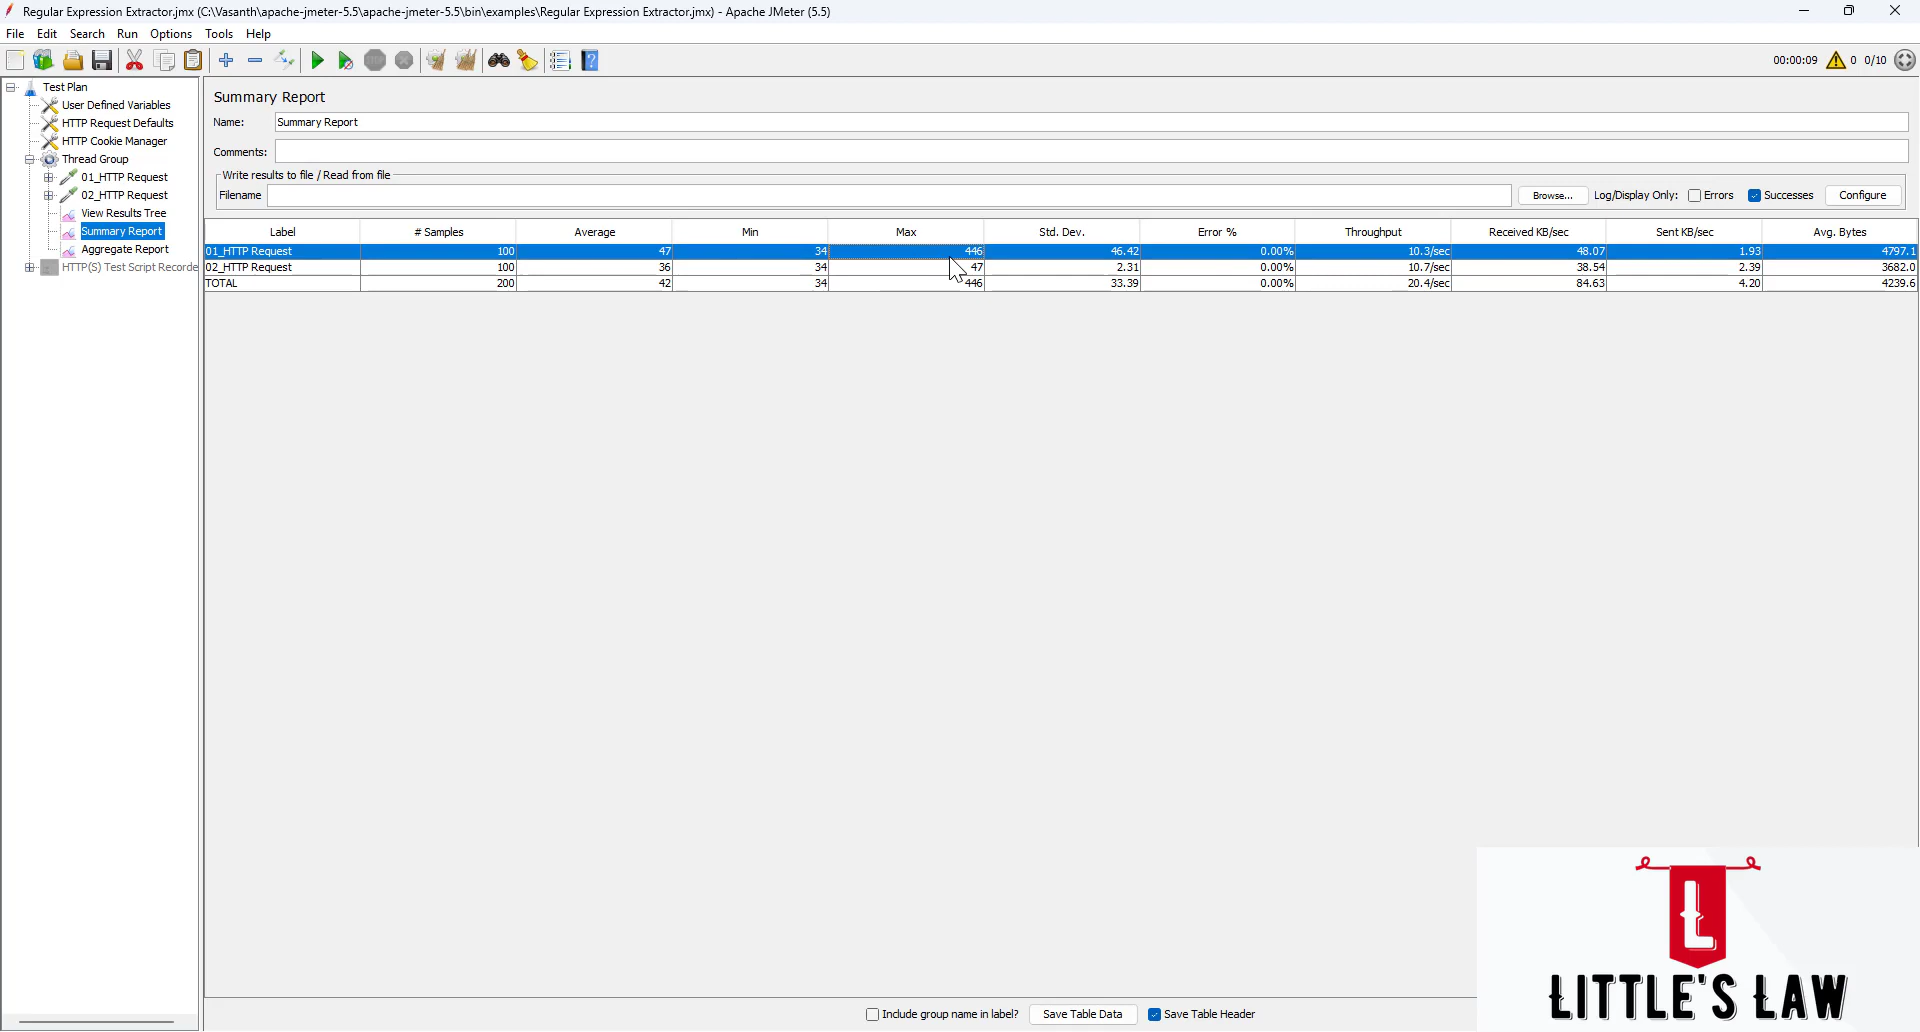 Regular Expression Extractor.jmx (C:\Vasanth\apache-jmeter-5.5\apache-jmeter-5.5\bin\examples\Regular Expression Extractor.jmx) - Apache JMeter (5.5)
File Edit Search Run Options Tools Help
00:00:09 0 0/10
Test Plan
User Defined Variables
HTTP Request Defaults
HTTP Cookie Manager
Thread Group
01_HTTP Request
02_HTTP Request
View Results Tree
Summary Report
Aggregate Report
HTTP(S) Test Script Recorde
Summary Report
Name: Summary Report
Comments:
Write results to file / Read from file
Filename Browse... Log/Display Only: Errors Successes Configure
Label # Samples Average Min Max Std. Dev. Error % Throughput Received KB/sec Sent KB/sec Avg. Bytes
01_HTTP Request 100 47 34 446 46.42 0.00% 10.3/sec 48.07 1.93 4797.1
02_HTTP Request 100 36 34 47 2.31 0.00% 10.7/sec 38.54 2.39 3682.0
TOTAL 200 42 34 446 33.39 0.00% 20.4/sec 84.63 4.20 4239.6
Include group name in label? Save Table Data Save Table Header
L
LITTLE'S LAW